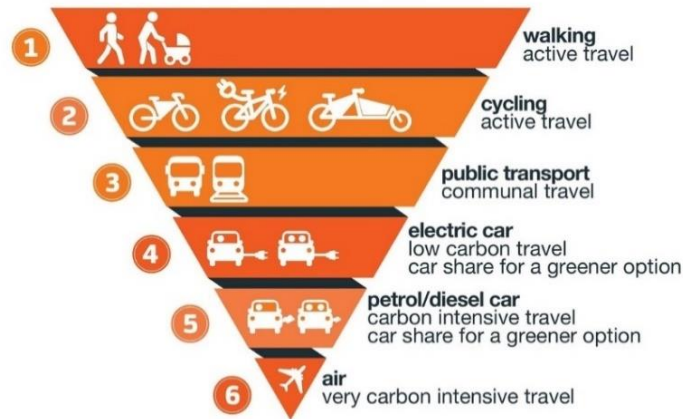 1
walking
active travel
2
cycling
active travel
3
public transport
communal travel
4
electric car
low carbon travel
car share for a greener option
5
petrol/diesel car
carbon intensive travel
car share for a greener option
6
air
very carbon intensive travel